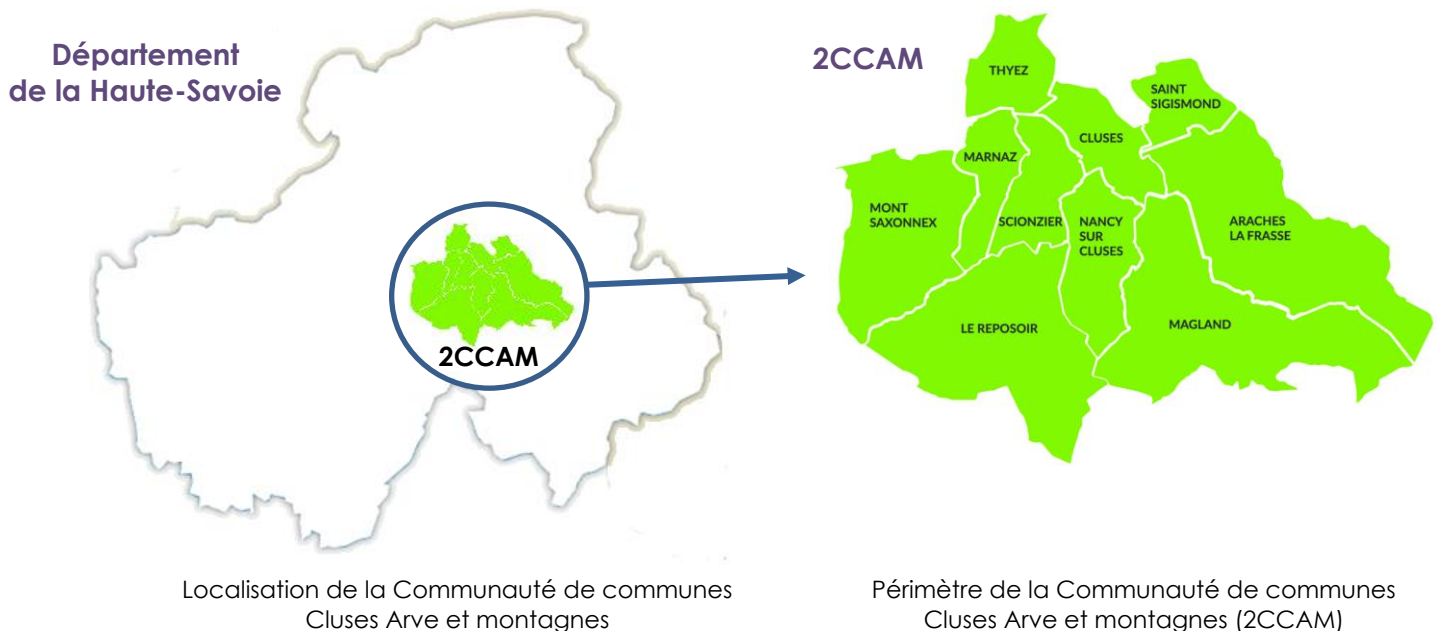 Département
de la Haute-Savoie
2CCAM
2CCAM
THYEZ
SAINT
SIGISMOND
CLUSES
MARNAZ
MONT
SAXONNEX
SCIONZIER
NANCY
SUR
CLUSES
ARACHES
LA FRASSE
LE REPOSOIR
MAGLAND
Localisation de la Communauté de communes
Cluses Arve et montagnes
Périmètre de la Communauté de communes
Cluses Arve et montagnes (2CCAM)